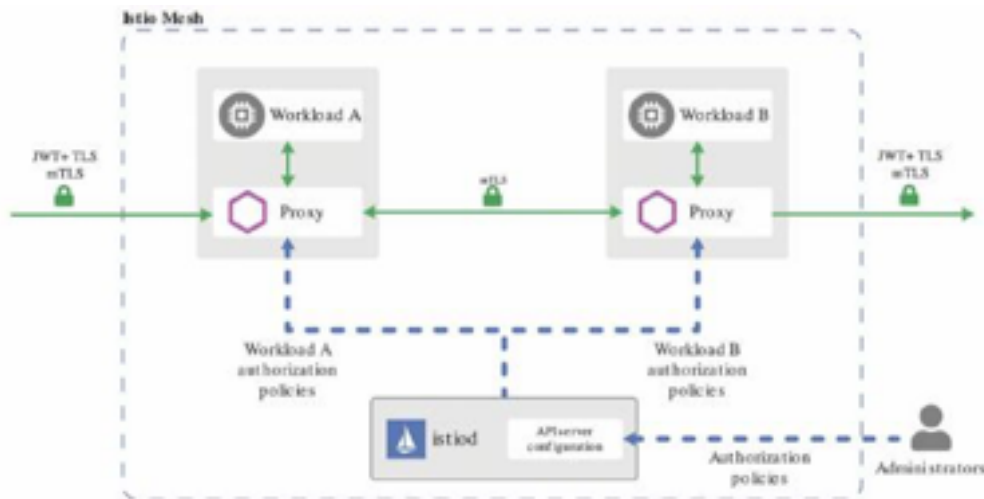 Istio Mesh
Workload A
Workload B
JWT+ TLS
mTLS
JWT+ TLS
mTLS
mTLS
Proxy
Proxy
Workload A
authorization
policies
Workload B
authorization
policies
istiod
API server
configuration
Authorization
policies
Administrators